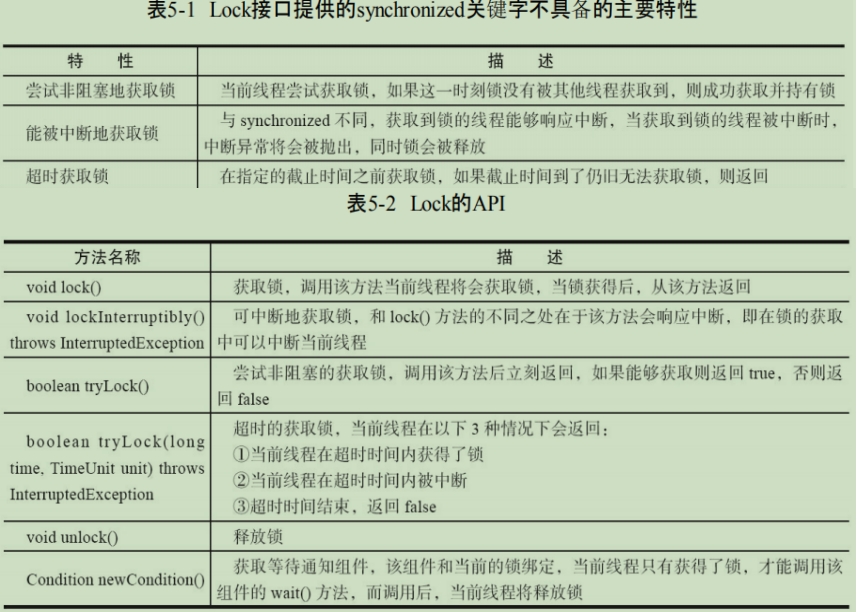 表5-1 Lock接口提供的synchronized关键字不具备的主要特性
特 性 描 述
尝试非阻塞地获取锁 当前线程尝试获取锁，如果这一时刻锁没有被其他线程获取到，则成功获取并持有锁
能被中断地获取锁 与 synchronized 不同，获取到锁的线程能够响应中断，当获取到锁的线程被中断时，
中断异常将会被抛出，同时锁会被释放
超时获取锁 在指定的截止时间之前获取锁，如果截止时间到了仍旧无法获取锁，则返回
表5-2 Lock的API
方法名称 描 述
void lock() 获取锁，调用该方法当前线程将会获取锁，当锁获得后，从该方法返回
void lockInterruptibly() 可中断地获取锁，和 lock() 方法的不同之处在于该方法会响应中断，即在锁的获取
throws InterruptedException 中可以中断当前线程
boolean tryLock() 尝试非阻塞的获取锁，调用该方法后立刻返回，如果能够获取则返回 true，否则返
回 false
boolean tryLock(long 超时的获取锁，当前线程在以下 3 种情况下会返回：
time, TimeUnit unit) throws ①当前线程在超时时间内获得了锁
InterruptedException ②当前线程在超时时间内被中断
③超时时间结束，返回 false
void unlock() 释放锁
Condition newCondition() 获取等待通知组件，该组件和当前的锁绑定，当前线程只有获得了锁，才能调用该
组件的 wait() 方法，而调用后，当前线程将释放锁